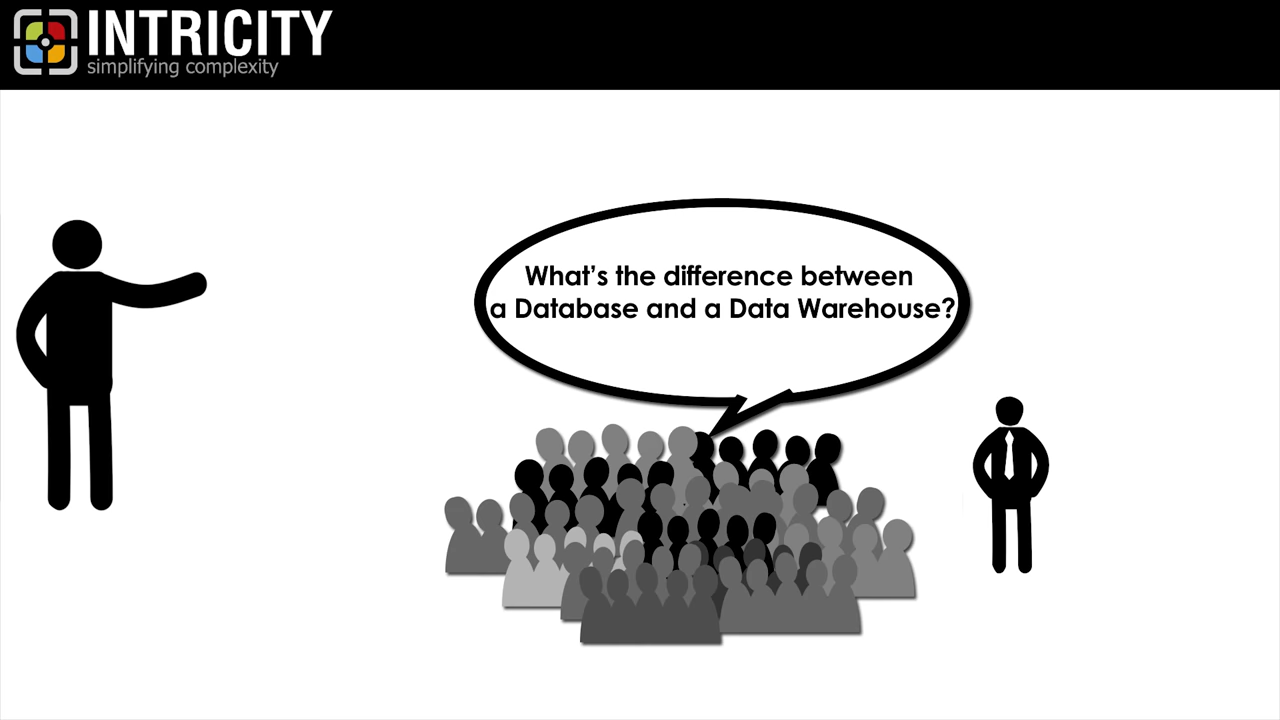 INTRICITY
simplifying complexity
What's the difference between
a Database and a Data Warehouse?